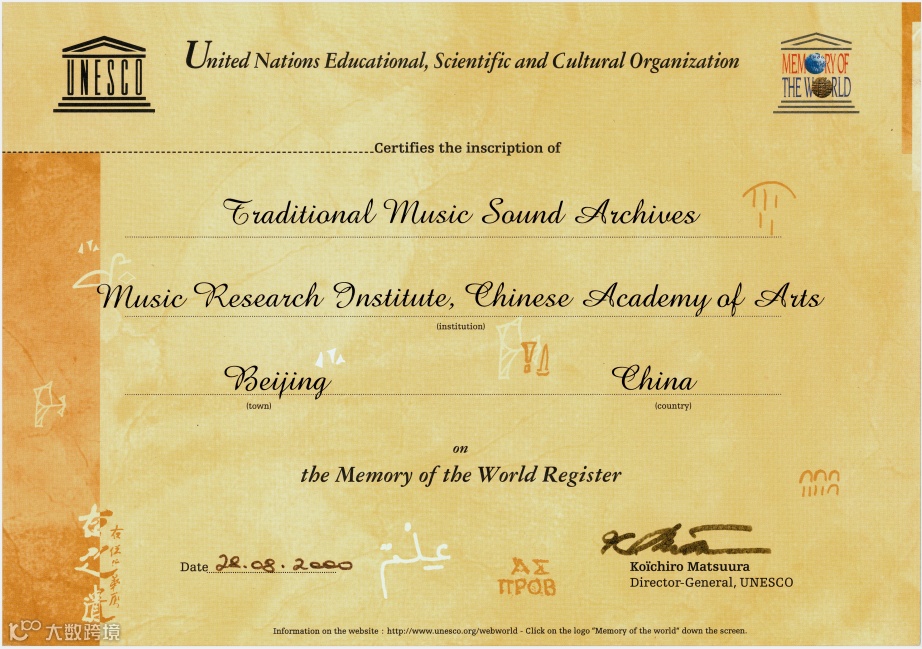 UNESCO
United Nations Educational, Scientific and Cultural Organization
MEMORY OF
THE WORLD
Certifies the inscription of
Traditional Music Sound Archives
Music Research Institute, Chinese Academy of Arts
(institution)
Beijing China
(town) (country)
on
the Memory of the World Register
Date 28.08.2000
Koïchiro Matsuura
Director-General, UNESCO
Information on the website : http://www.unesco.org/webworld - Click on the logo "Memory of the world" down the screen.
大数跨境